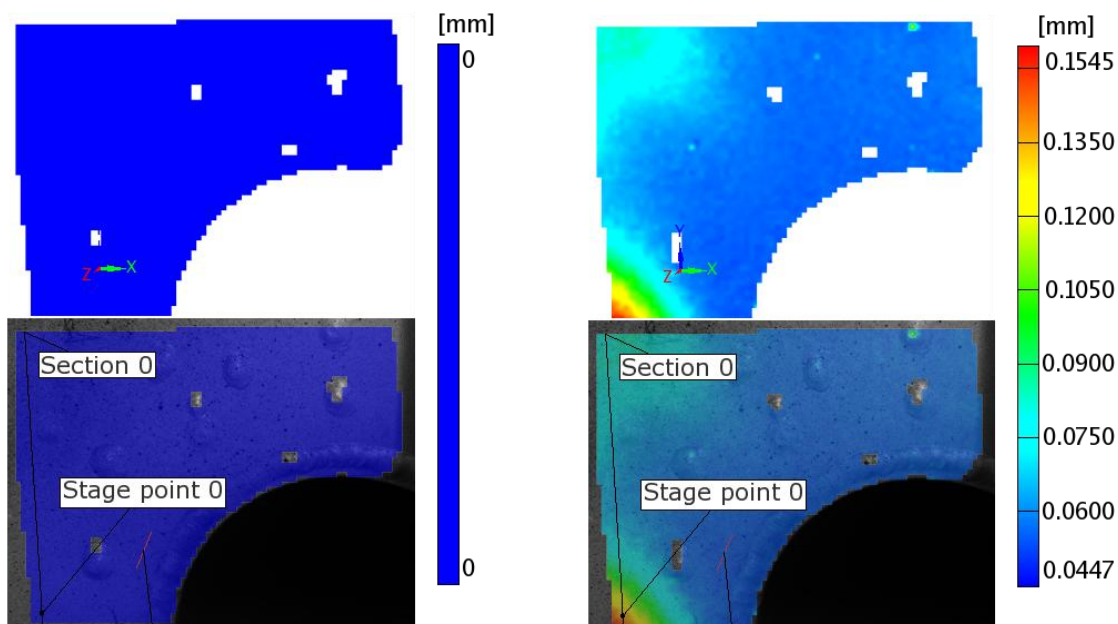 [mm]
0
0
Z
X
Section 0
Stage point 0
[mm]
0.1545
0.1350
0.1200
0.1050
0.0900
0.0750
0.0600
0.0447
Y
Z
X
Section 0
Stage point 0